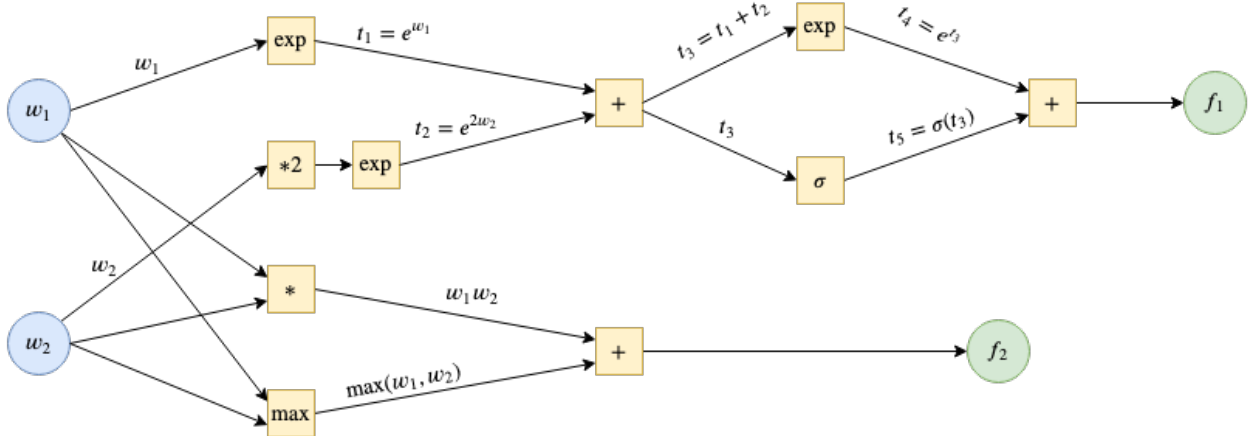 w₁
w₁
exp
t₁ = e^{w₁}
*2
exp
t₂ = e^{2w₂}
+
t₃ = t₁ + t₂
exp
t₄ = e^{t₃}
t₃
σ
t₅ = σ(t₃)
+
f₁
w₂
w₂
*
w₁w₂
max
max(w₁, w₂)
+
f₂